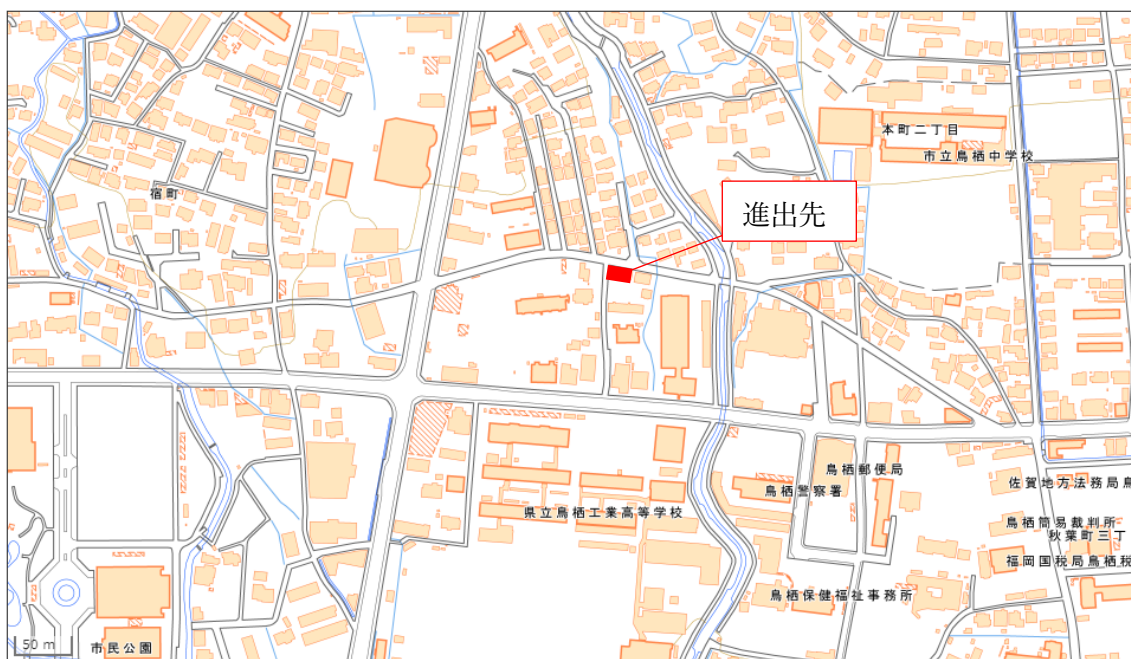 本町二丁目
市立鳥栖中学校
宿町
進出先
鳥栖郵便局
鳥栖警察署
佐賀地方法務局鳥
県立鳥栖工業高等学校
鳥栖簡易裁判所
秋葉町三丁
福岡国税局鳥栖税
鳥栖保健福祉事務所
50 m
市民公園